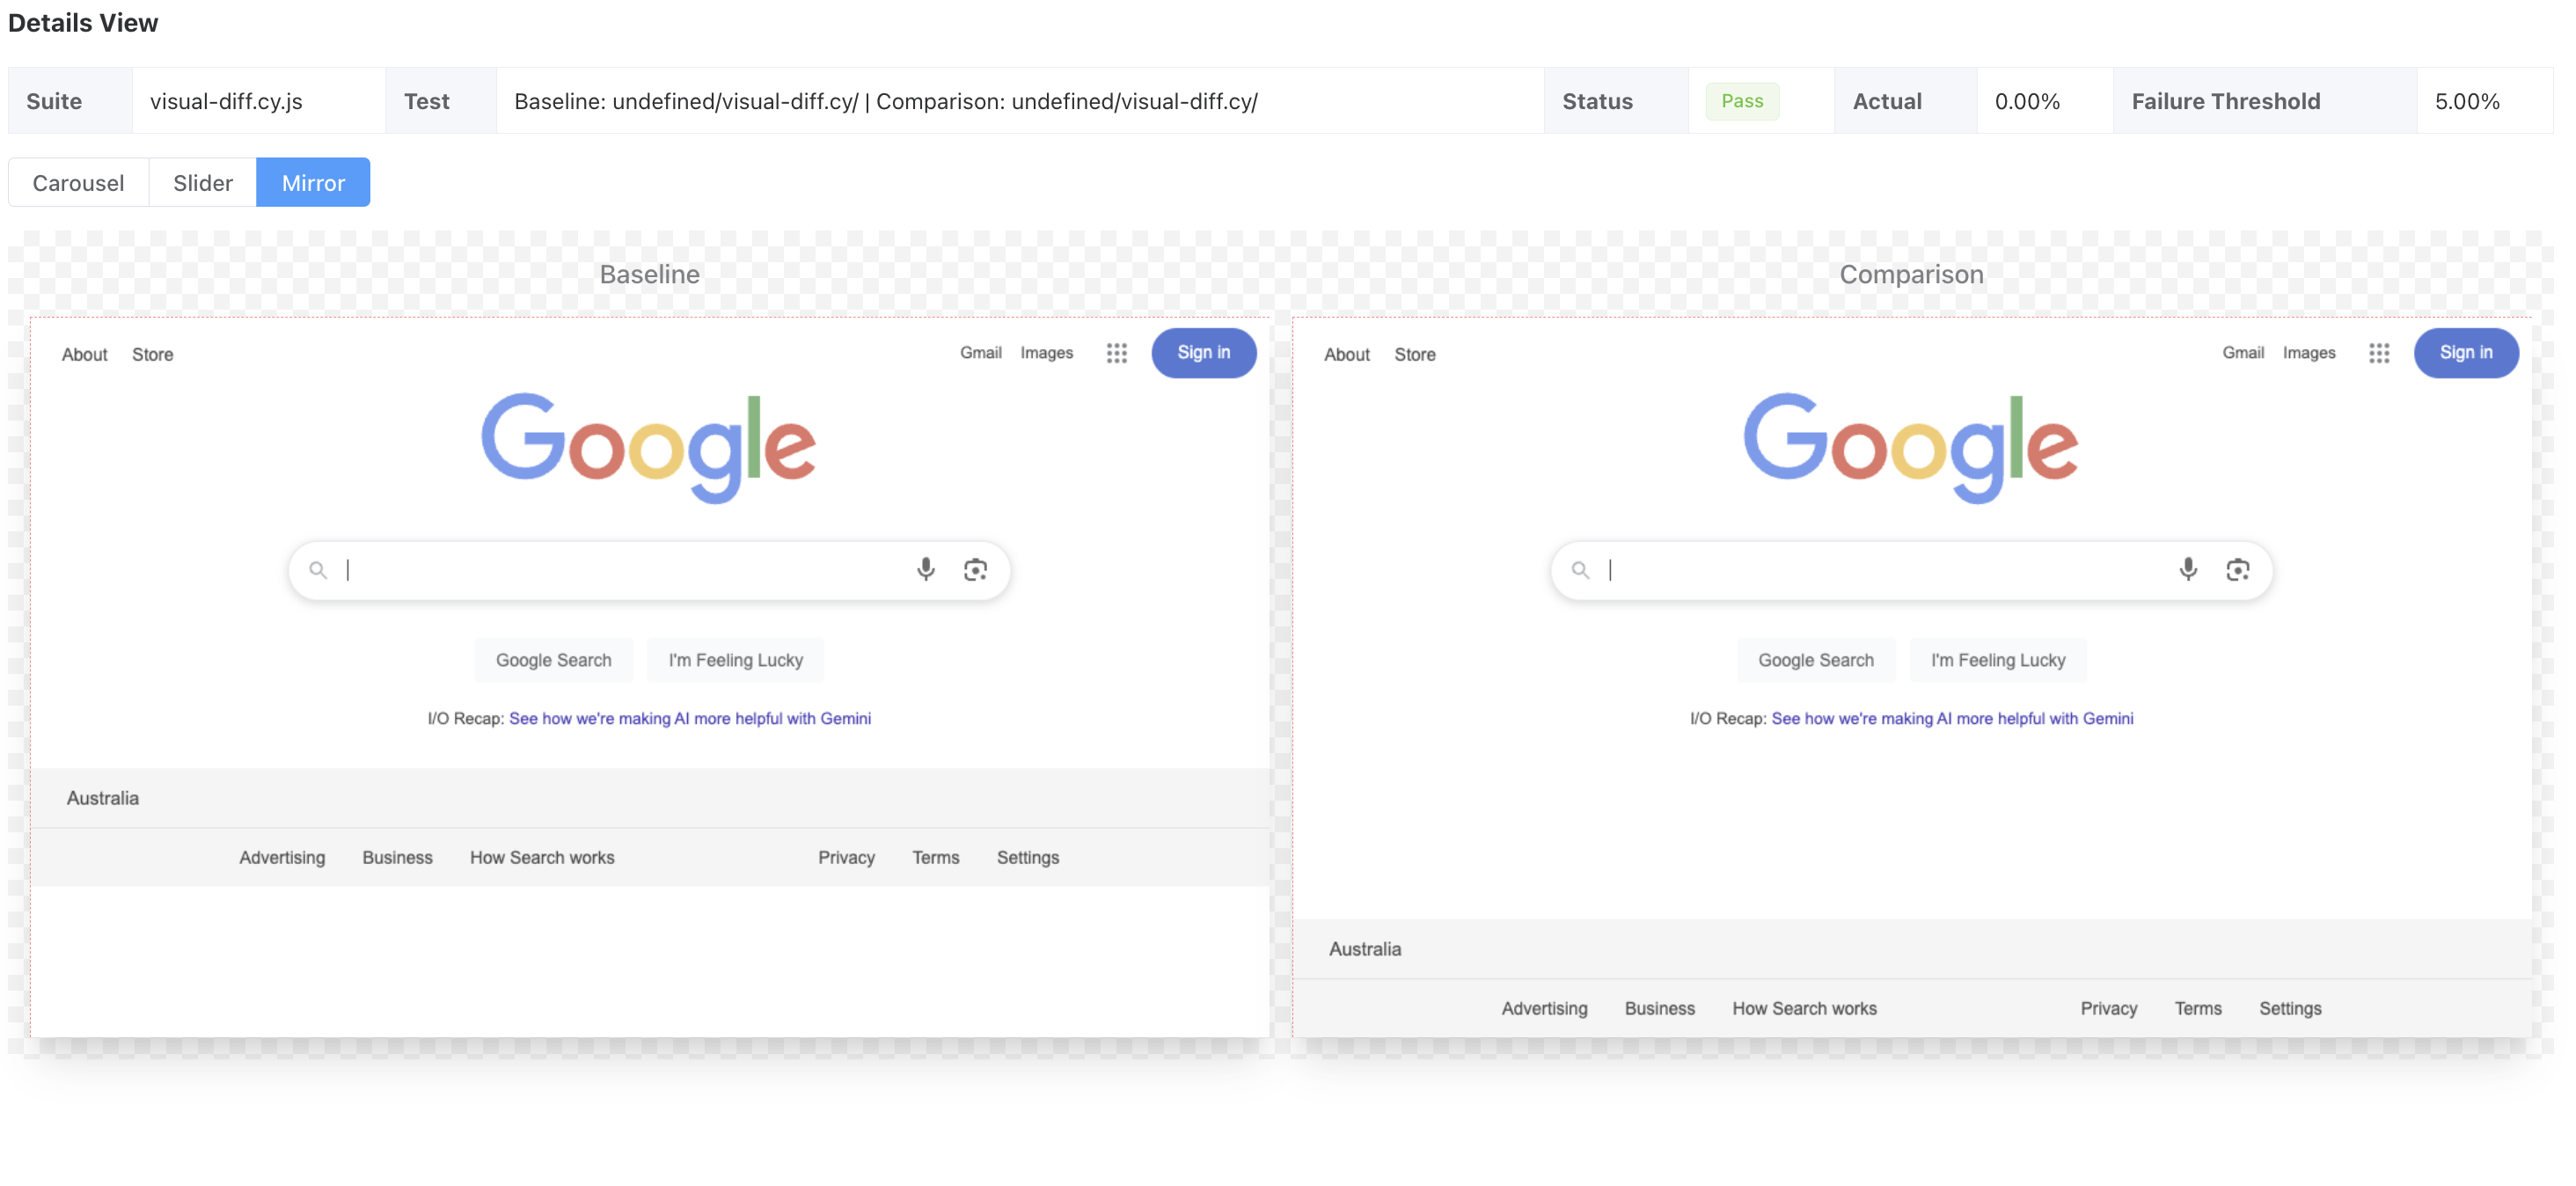 Details View
Suite visual-diff.cy.js Test Baseline: undefined/visual-diff.cy/ | Comparison: undefined/visual-diff.cy/ Status Pass Actual 0.00% Failure Threshold 5.00%
Carousel Slider Mirror
Baseline
About Store Gmail Images Sign in
Google
Google Search I'm Feeling Lucky
I/O Recap: See how we're making AI more helpful with Gemini
Australia
Advertising Business How Search works Privacy Terms Settings
Comparison
About Store Gmail Images Sign in
Google
Google Search I'm Feeling Lucky
I/O Recap: See how we're making AI more helpful with Gemini
Australia
Advertising Business How Search works Privacy Terms Settings